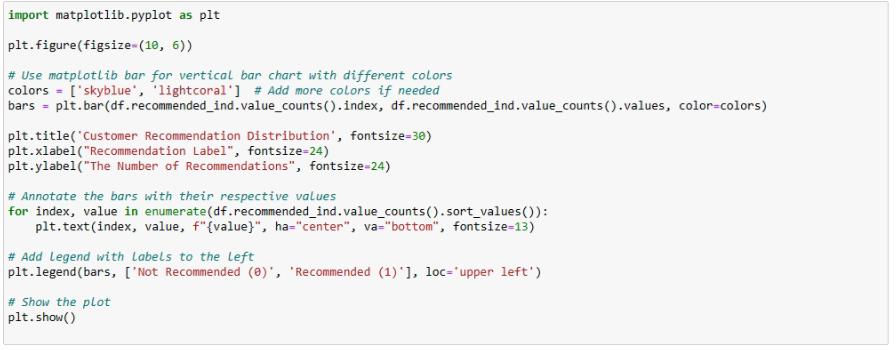 import matplotlib.pyplot as plt
plt.figure(figsize=(10, 6))
# Use matplotlib bar for vertical bar chart with different colors
colors = ['skyblue', 'lightcoral']  # Add more colors if needed
bars = plt.bar(df.recommended_ind.value_counts().index, df.recommended_ind.value_counts().values, color=colors)
plt.title('Customer Recommendation Distribution', fontsize=30)
plt.xlabel("Recommendation Label", fontsize=24)
plt.ylabel("The Number of Recommendations", fontsize=24)
# Annotate the bars with their respective values
for index, value in enumerate(df.recommended_ind.value_counts().sort_values()):
    plt.text(index, value, f"{value}", ha="center", va="bottom", fontsize=13)
# Add legend with labels to the left
plt.legend(bars, ['Not Recommended (0)', 'Recommended (1)'], loc='upper left')
# Show the plot
plt.show()